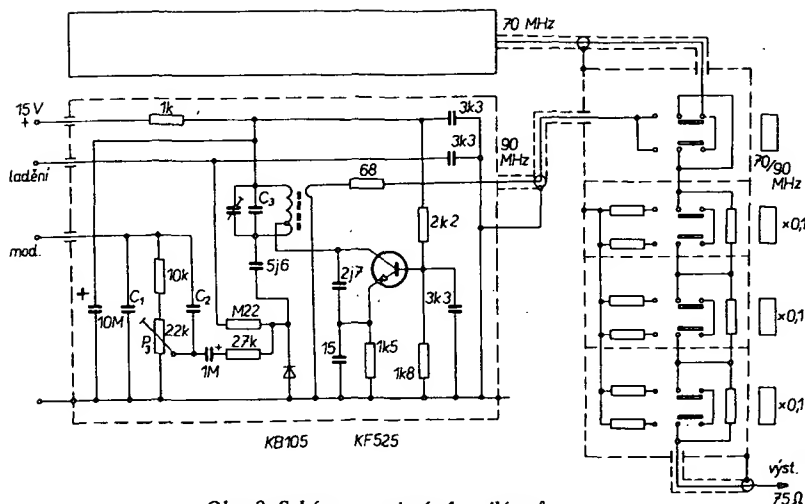 70 MHz
15 V
+
1k
3k3
3k3
ladění
90
MHz
68
70/90
MHz
C3
2k2
×0,1
mod.
5j6
2j7
10k
C2
3k3
×0,1
+
10M
C1
M22
P3
22k
+
1M
27k
15
1k5
1k8
×0,1
KB105
KF525
výst.
75Ω